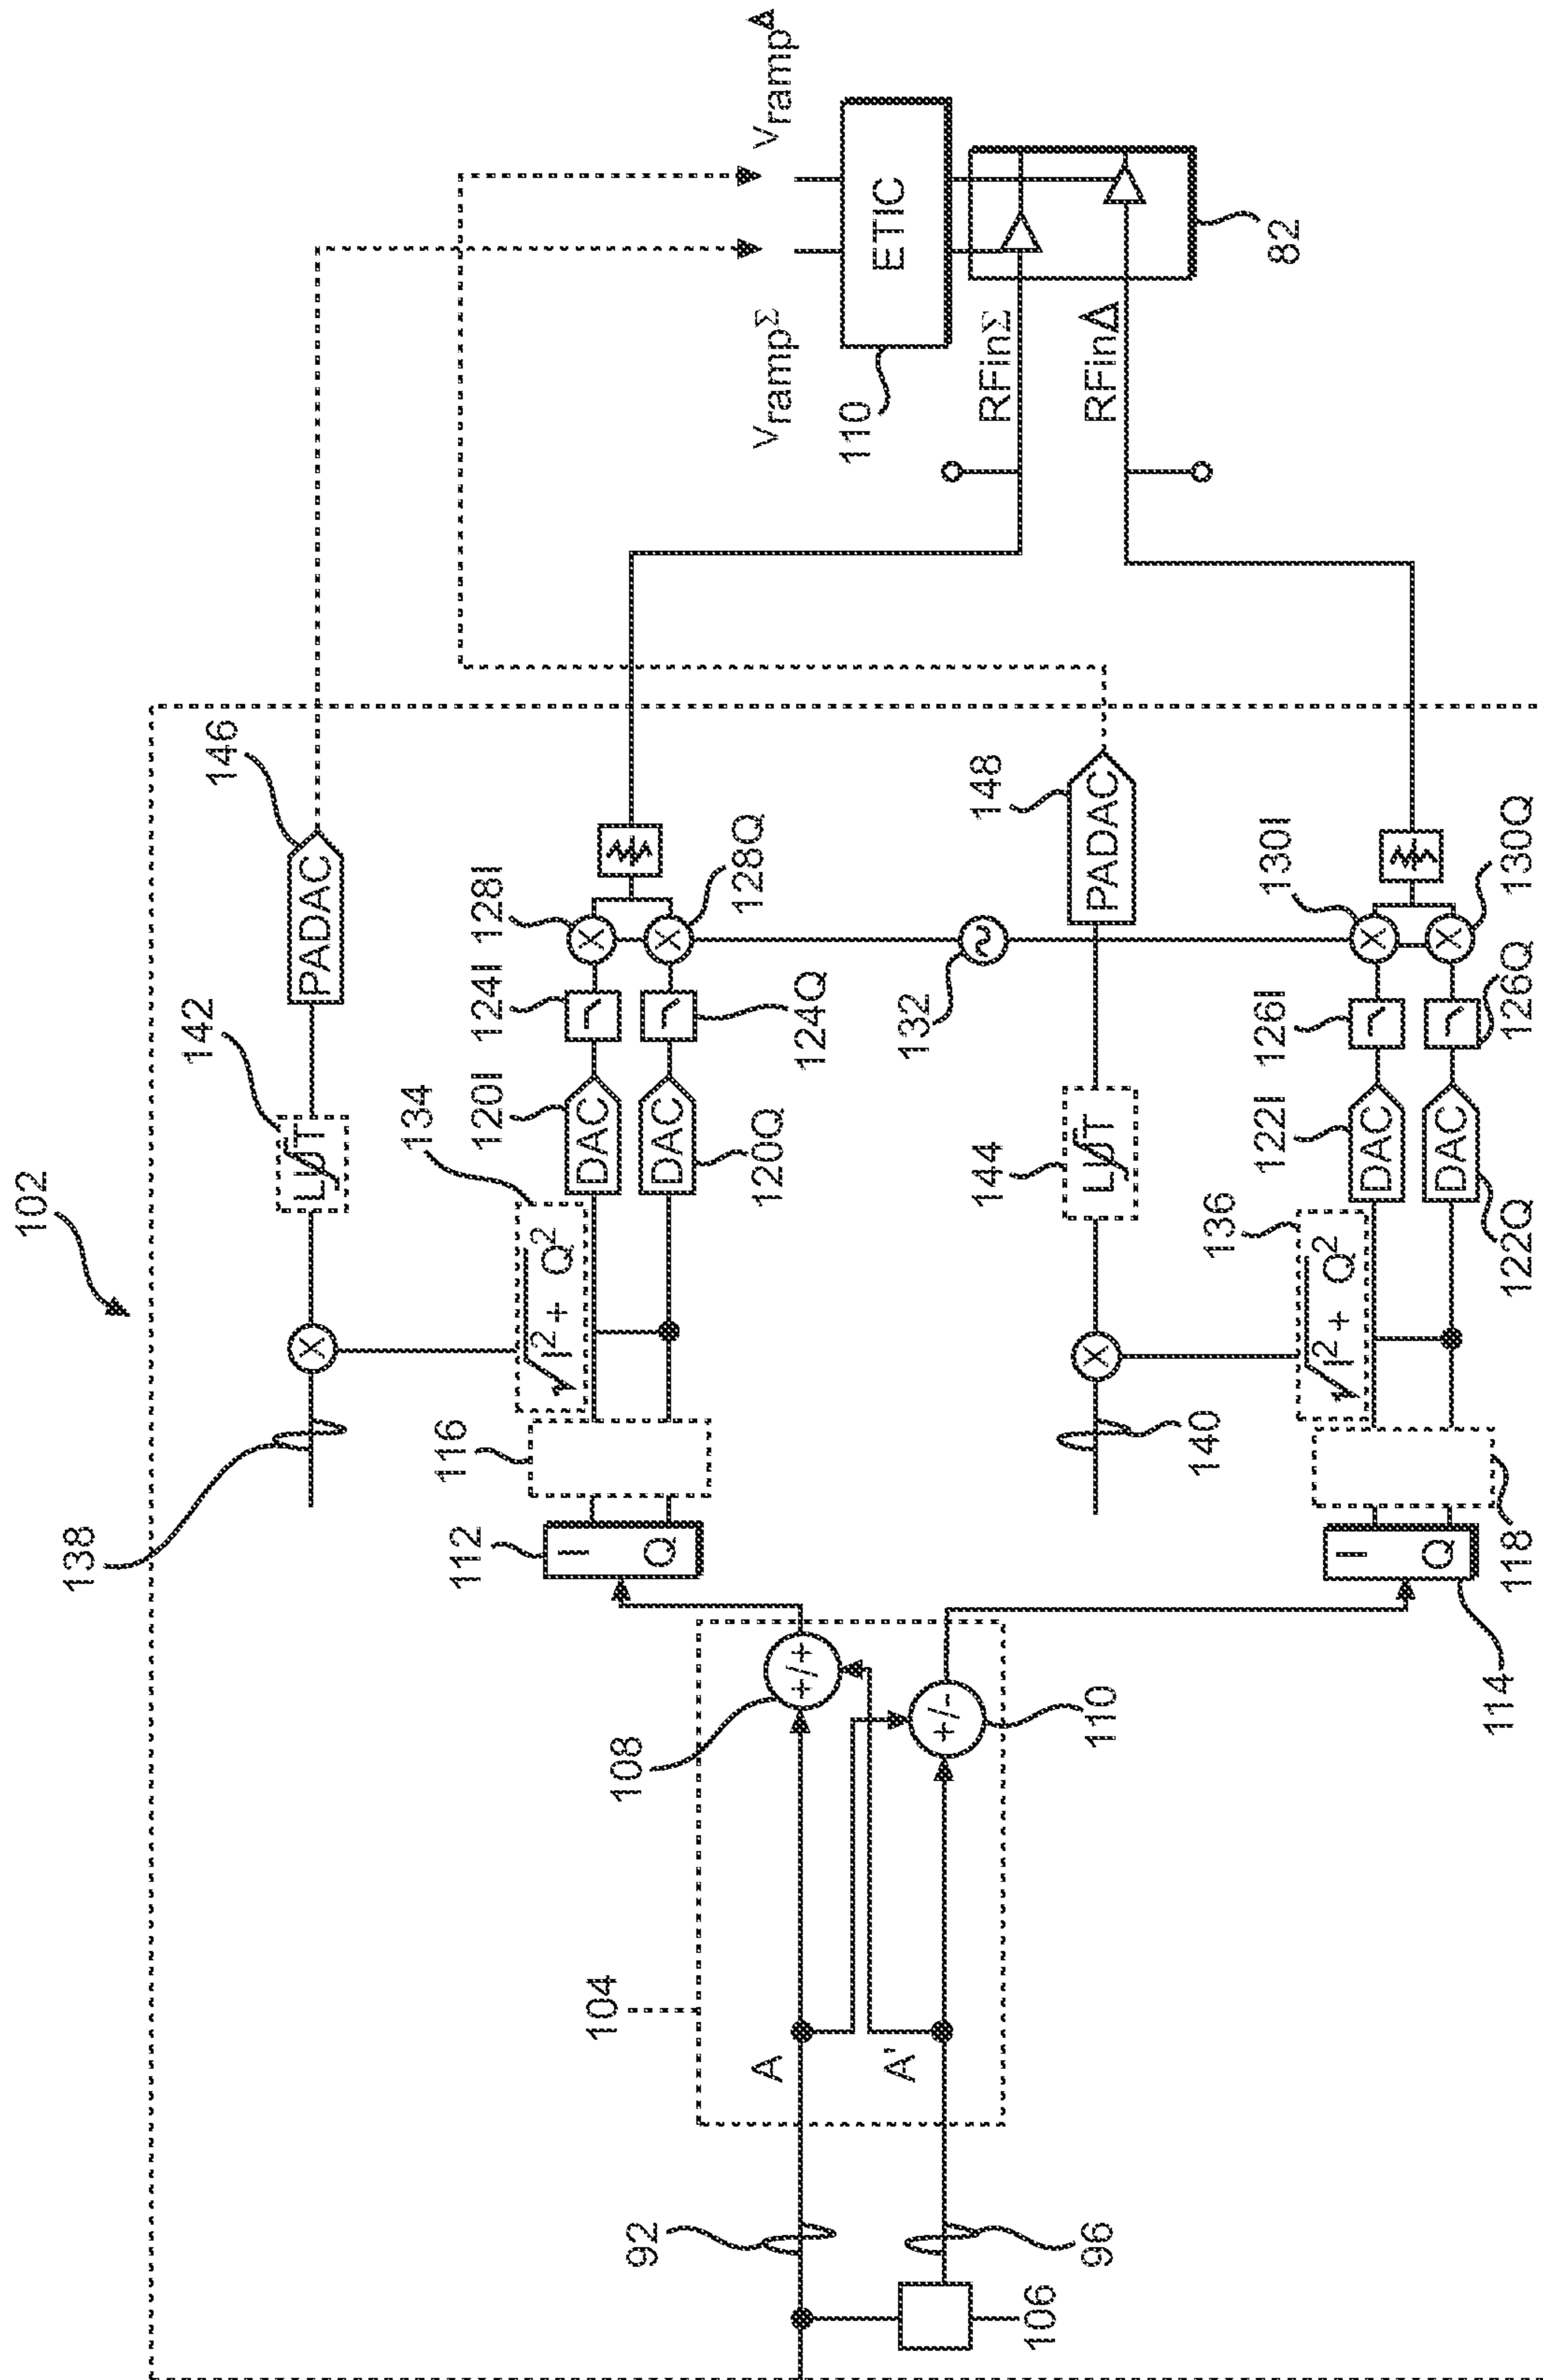 102
138
142
146
PADAC
LUT
Vramp Σ
Vramp Δ
134
√I² + Q²
116
112
I
Q
120I
124I
128I
DAC
DAC
120Q
124Q
128Q
110
ETIC
RFinΣ
RFinΔ
82
132
104
108
+/+
A
A'
+/-
110
92
96
106
140
144
LUT
148
PADAC
136
√I² + Q²
114
I
Q
118
122I
126I
130I
DAC
DAC
122Q
126Q
130Q
X
X
X
X
X
X